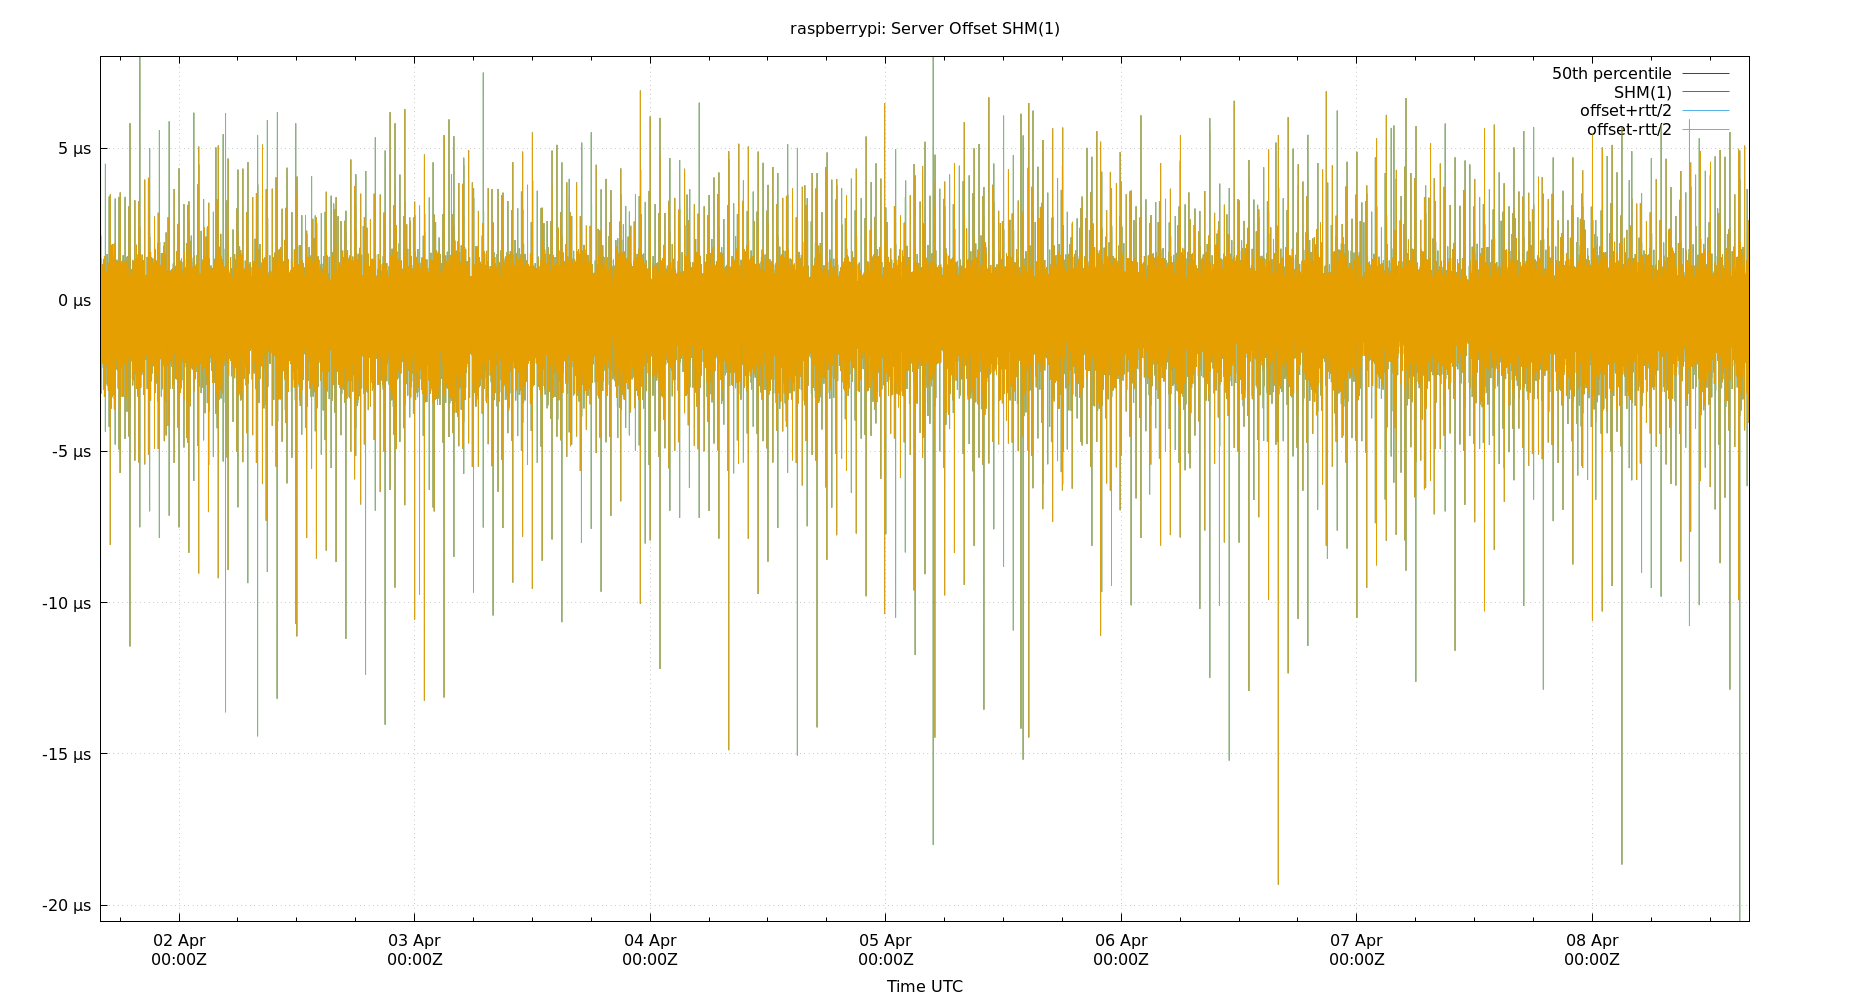 raspberrypi: Server Offset SHM(1)
50th percentile
SHM(1)
offset+rtt/2
offset-rtt/2
5 µs
0 µs
-5 µs
-10 µs
-15 µs
-20 µs
02 Apr 03 Apr 04 Apr 05 Apr 06 Apr 07 Apr 08 Apr
00:00Z 00:00Z 00:00Z 00:00Z 00:00Z 00:00Z 00:00Z
Time UTC